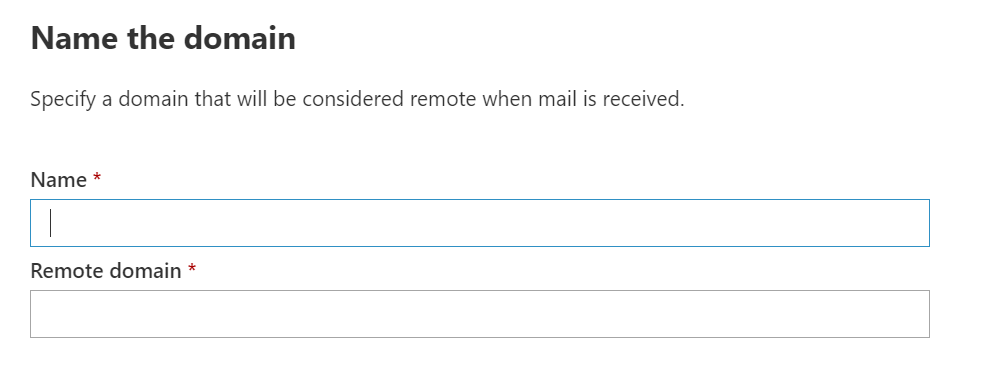 Name the domain
Specify a domain that will be considered remote when mail is received.
Name *
Remote domain *